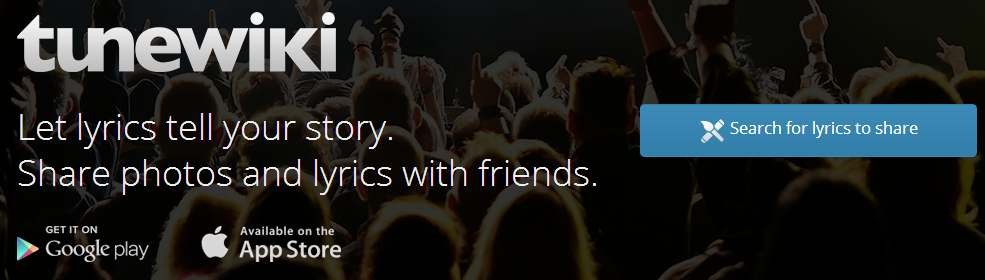 tunewiki
Let lyrics tell your story.
Share photos and lyrics with friends.
Search for lyrics to share
GET IT ON
Google play
Available on the
App Store